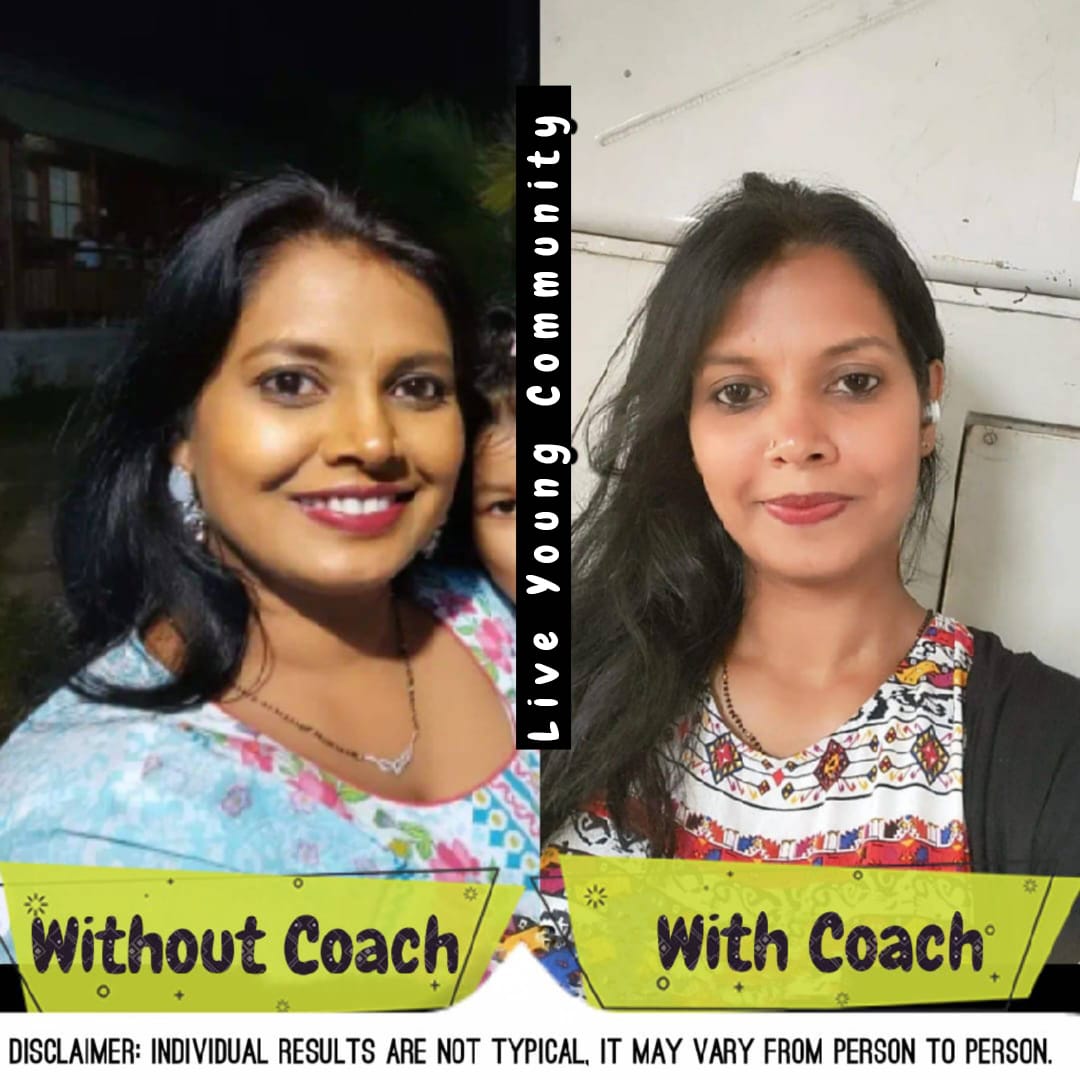 Live Young Community
Without Coach
With Coach
DISCLAIMER: INDIVIDUAL RESULTS ARE NOT TYPICAL, IT MAY VARY FROM PERSON TO PERSON.